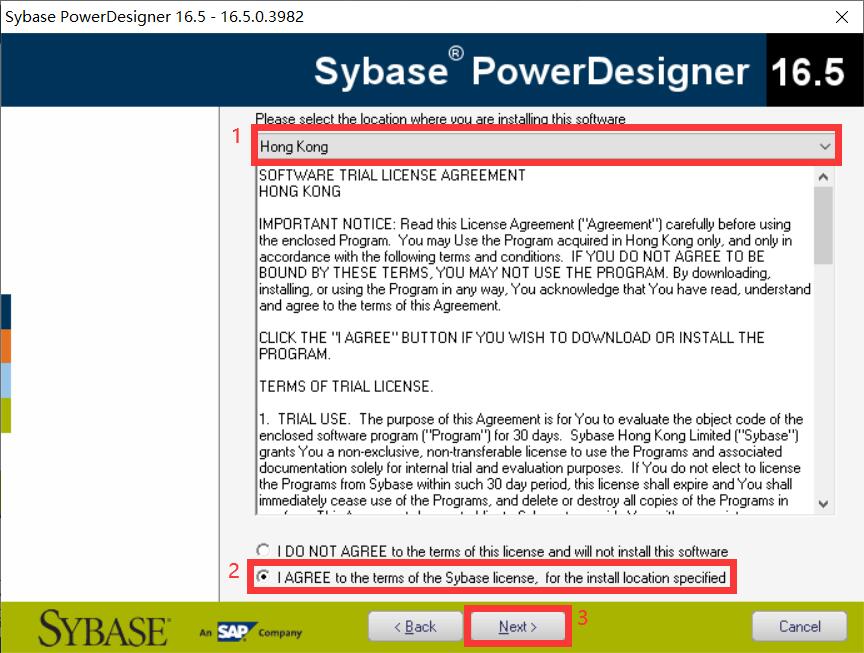 Sybase PowerDesigner 16.5 - 16.5.0.3982
Sybase® PowerDesigner 16.5
Please select the location where you are installing this software
1
Hong Kong
SOFTWARE TRIAL LICENSE AGREEMENT
HONG KONG
IMPORTANT NOTICE: Read this License Agreement ("Agreement") carefully before using
the enclosed Program. You may Use the Program acquired in Hong Kong only, and only in
accordance with the following terms and conditions. IF YOU DO NOT AGREE TO BE
BOUND BY THESE TERMS, YOU MAY NOT USE THE PROGRAM. By downloading,
installing, or using the Program in any way, You acknowledge that You have read, understand
and agree to the terms of this Agreement.
CLICK THE "I AGREE" BUTTON IF YOU WISH TO DOWNLOAD OR INSTALL THE
PROGRAM.
TERMS OF TRIAL LICENSE.
1. TRIAL USE. The purpose of this Agreement is for You to evaluate the object code of the
enclosed software program ("Program") for 30 days. Sybase Hong Kong Limited ("Sybase")
grants You a non-exclusive, non-transferable license to use the Programs and associated
documentation solely for internal trial and evaluation purposes. If You do not elect to license
the Programs from Sybase within such 30 day period, this license shall expire and You shall
immediately cease use of the Programs, and delete or destroy all copies of the Programs in
I DO NOT AGREE to the terms of this license and will not install this software
2
I AGREE to the terms of the Sybase license, for the install location specified
SYBASE® An SAP Company
< Back
Next >
3
Cancel